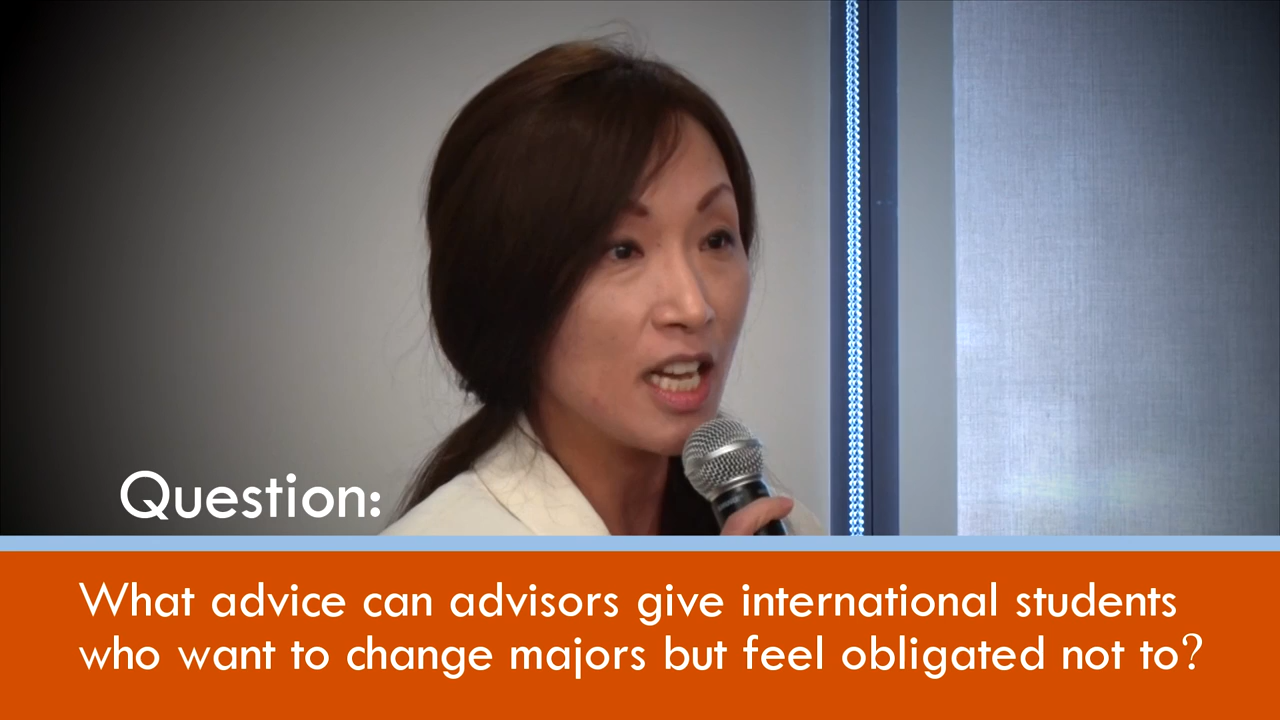 Question:
What advice can advisors give international students
who want to change majors but feel obligated not to?